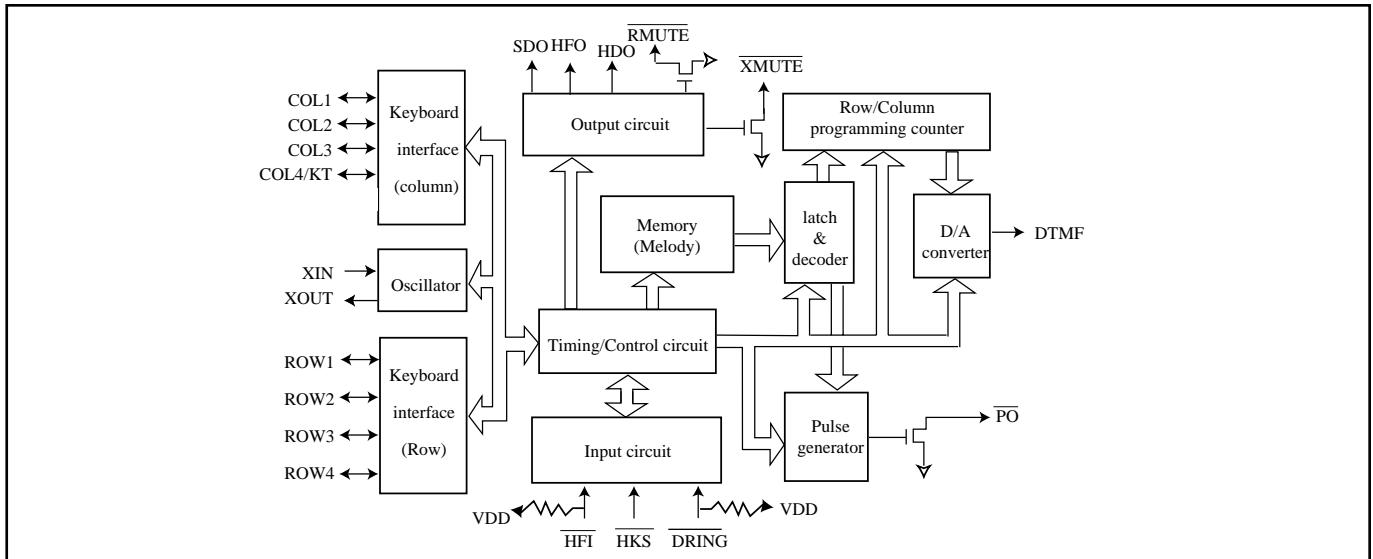 RMUTE
SDO
HFO
HDO
XMUTE
COL1
COL2
COL3
COL4/KT
Keyboard
interface
(column)
Output circuit
Row/Column
programming counter
Memory
(Melody)
latch
&
decoder
D/A
converter
DTMF
XIN
XOUT
Oscillator
Timing/Control circuit
ROW1
ROW2
ROW3
ROW4
Keyboard
interface
(Row)
Input circuit
Pulse
generator
PO
VDD
VDD
HFI
HKS
DRING